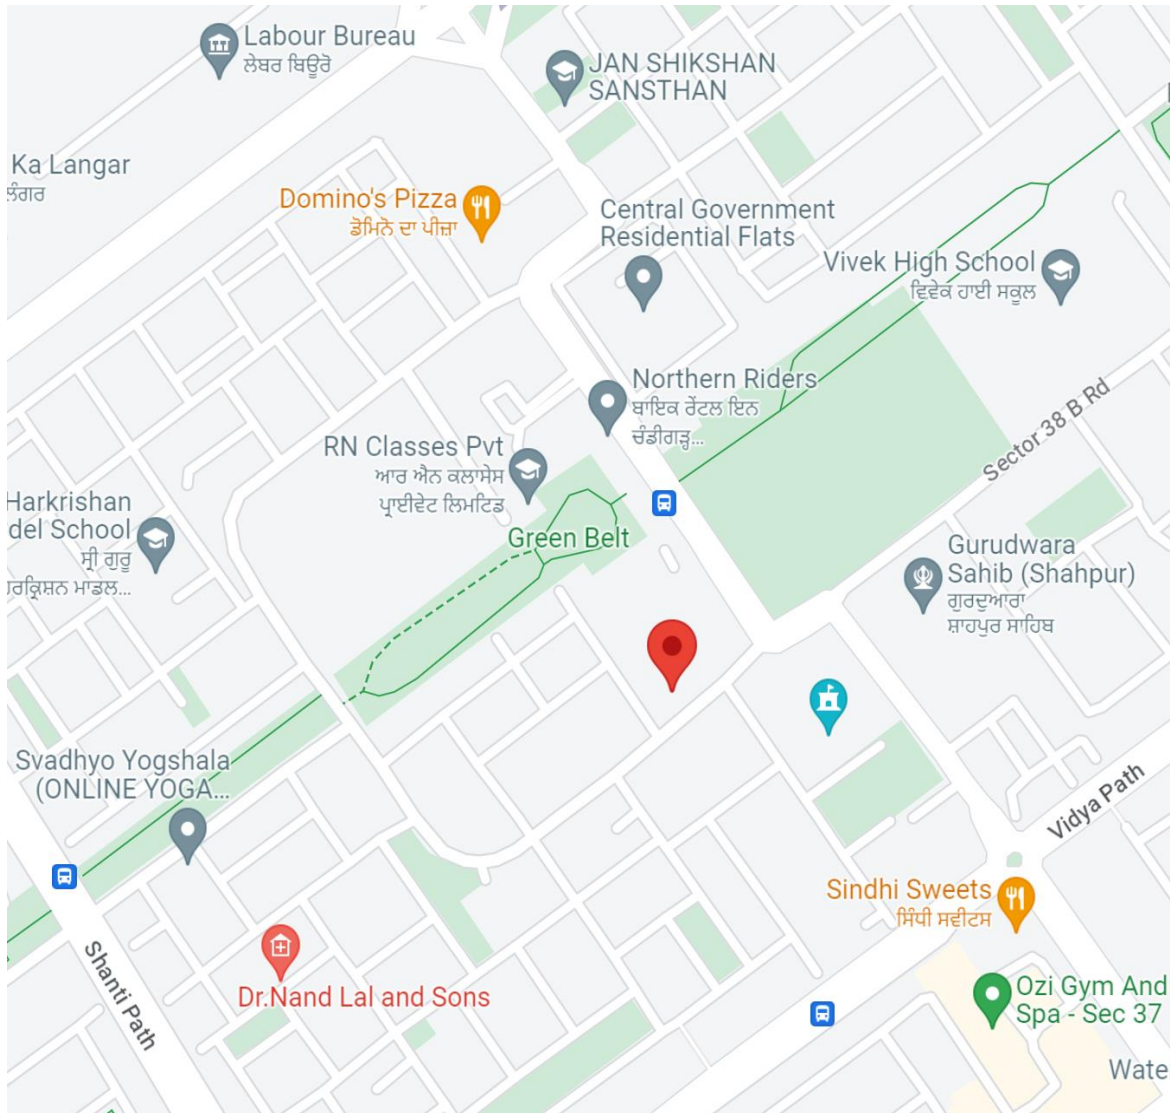 Labour Bureau
ਲੇਬਰ ਬਿਊਰੋ
JAN SHIKSHAN
SANSTHAN
Ka Langar
ਲੰਗਰ
Domino's Pizza
ਡੋਮਿਨੋ ਦਾ ਪੀਜ਼ਾ
Central Government
Residential Flats
Vivek High School
ਵਿਵੇਕ ਹਾਈ ਸਕੂਲ
Northern Riders
ਬਾਇਕ ਰੇਂਟਲ ਇਨ
ਚੰਡੀਗੜ੍ਹ...
Sector 38 B Rd
RN Classes Pvt
ਆਰ ਐਨ ਕਲਾਸੇਸ
ਪ੍ਰਾਈਵੇਟ ਲਿਮਟਿਡ
Harkrishan
del School
ਸ੍ਰੀ ਗੁਰੂ
ਹਰਕ੍ਰਿਸ਼ਨ ਮਾਡਲ...
Green Belt
Gurudwara
Sahib (Shahpur)
ਗੁਰਦੁਆਰਾ
ਸ਼ਾਹਪੁਰ ਸਾਹਿਬ
Svadhyo Yogshala
(ONLINE YOGA...
Vidya Path
Sindhi Sweets
ਸਿੰਧੀ ਸਵੀਟਸ
Shanti Path
Dr.Nand Lal and Sons
Ozi Gym And
Spa - Sec 37
Wate